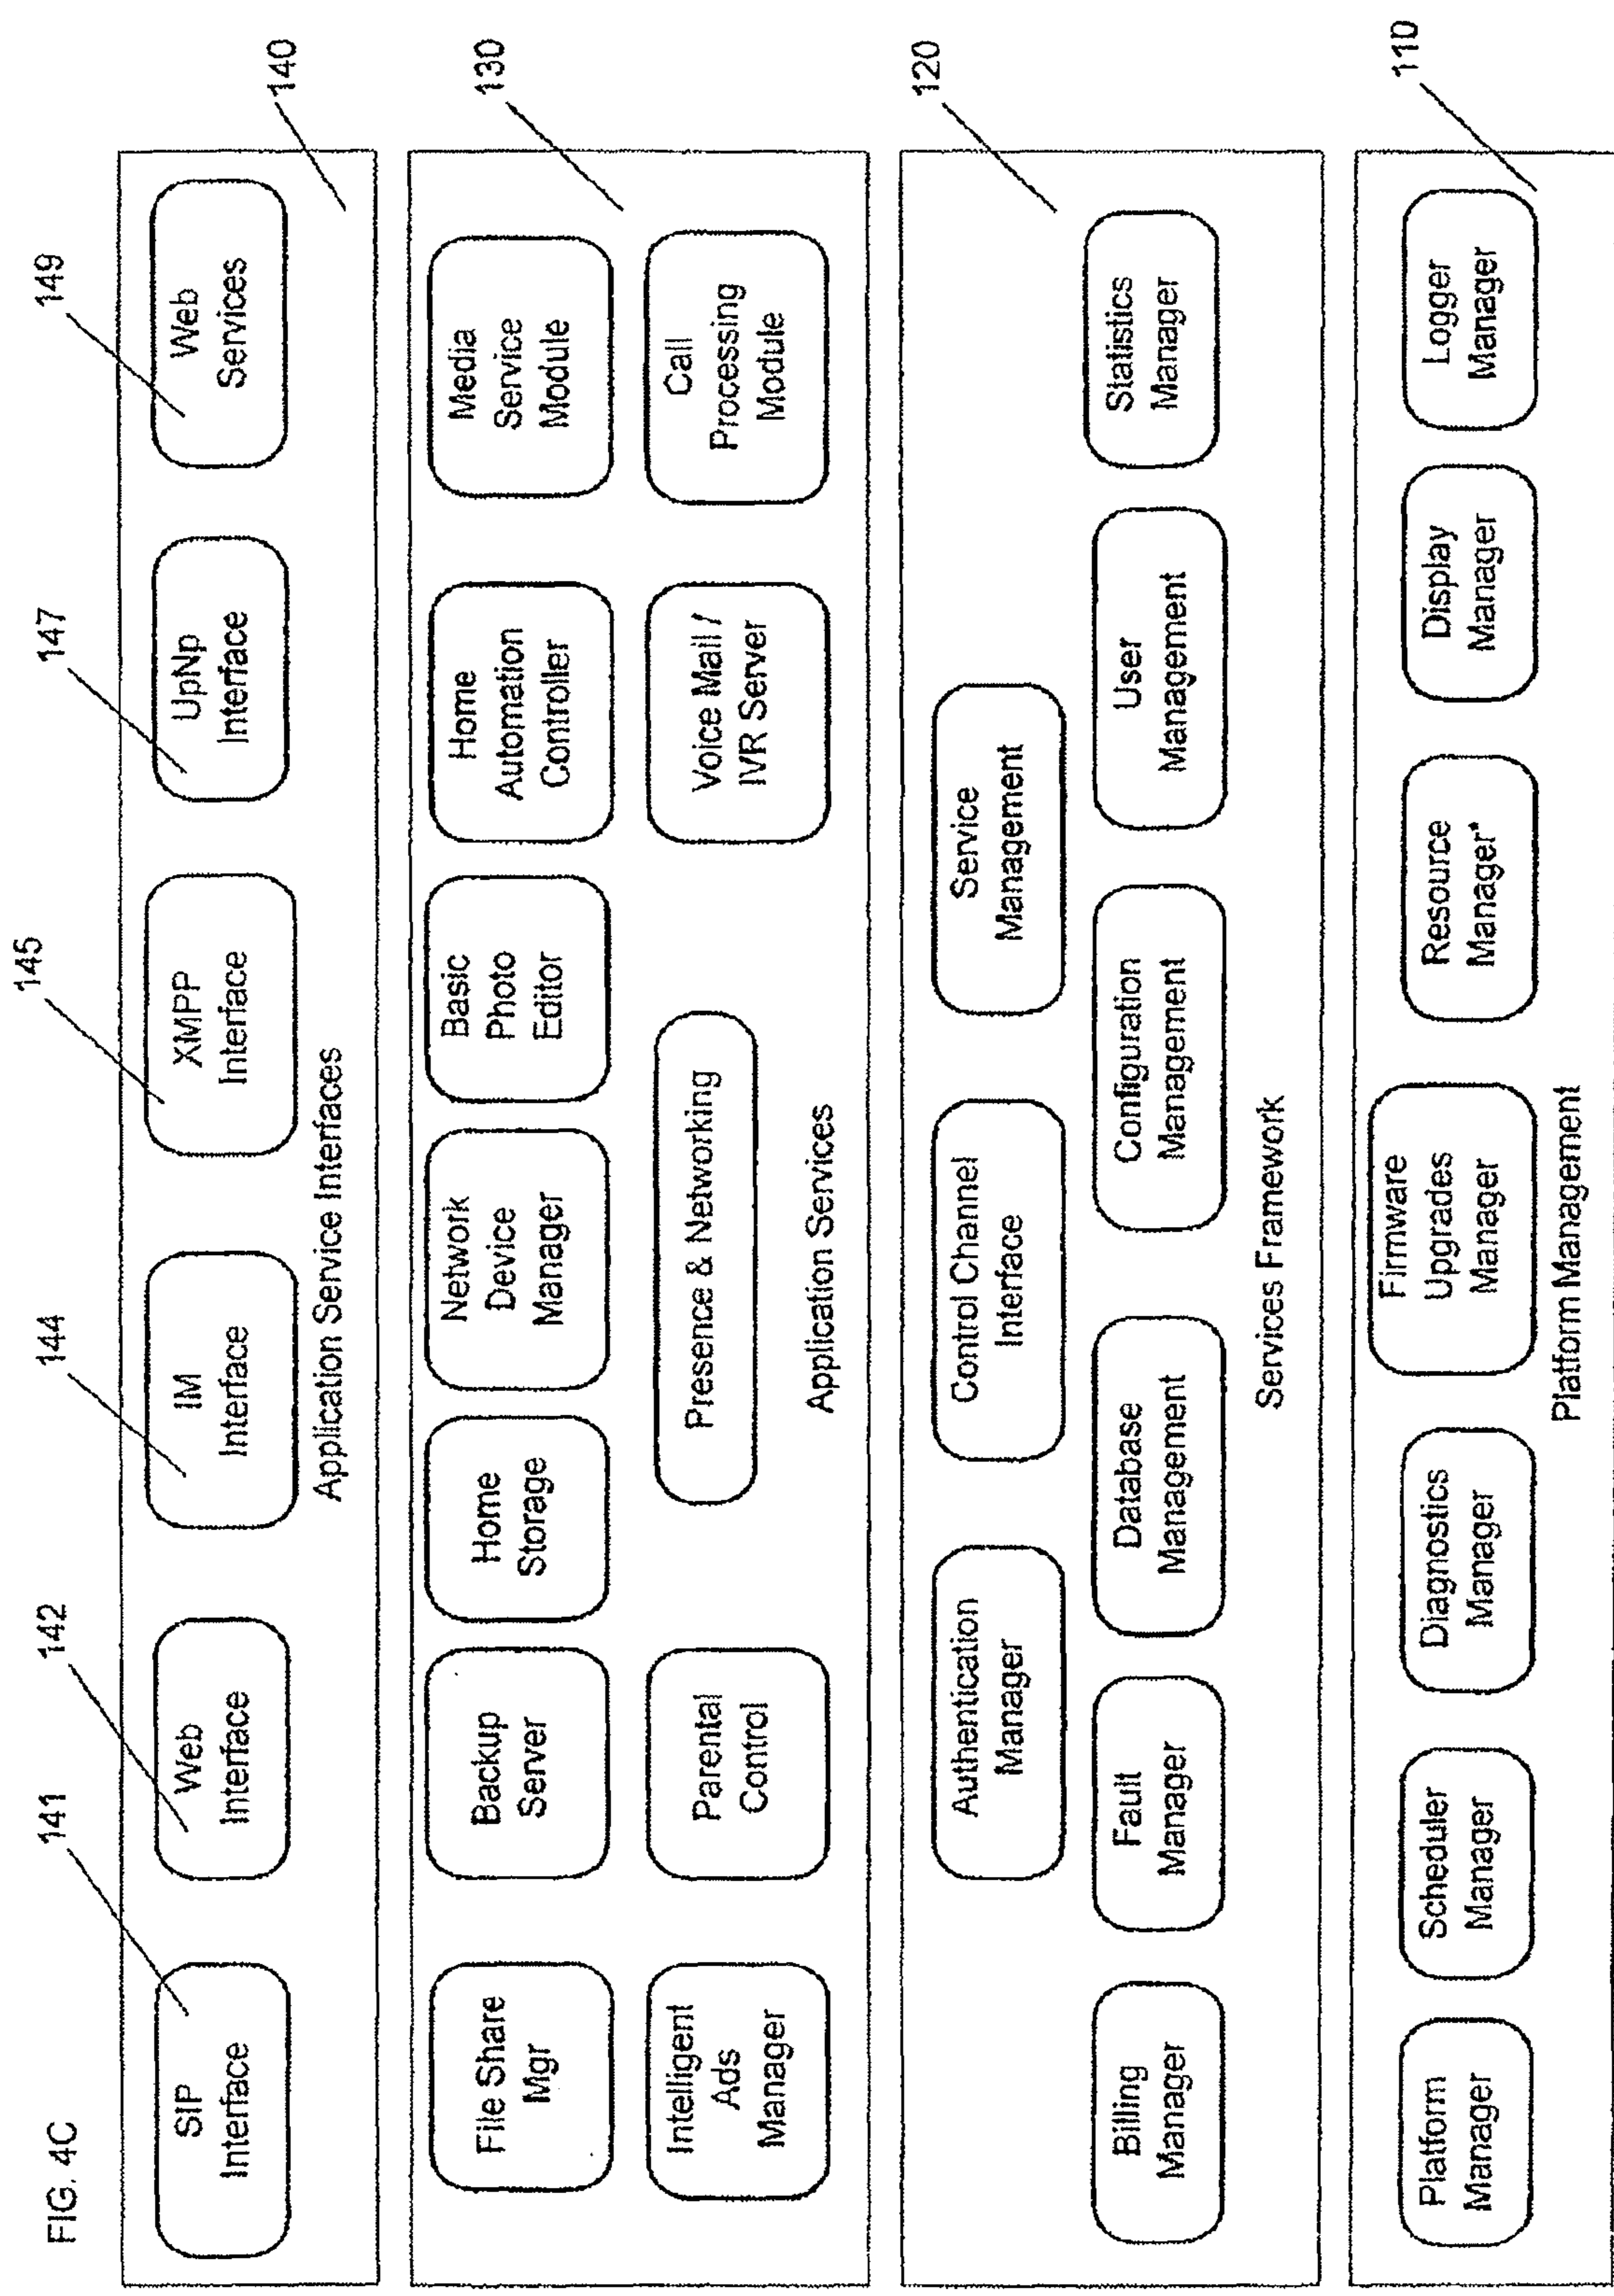 FIG. 4C
141
142
144
145
147
149
SIP
Interface
Web
Interface
IM
Interface
XMPP
Interface
UpNp
Interface
Web
Services
Application Service Interfaces
140
File Share
Mgr
Backup
Server
Home
Storage
Network
Device
Manager
Basic
Photo
Editor
Home
Automation
Controller
Media
Service
Module
130
Intelligent
Ads
Manager
Parental
Control
Presence & Networking
Voice Mail /
IVR Server
Call
Processing
Module
Application Services
Authentication
Manager
Control Channel
Interface
Service
Management
120
Billing
Manager
Fault
Manager
Database
Management
Configuration
Management
User
Management
Statistics
Manager
Services Framework
Platform
Manager
Scheduler
Manager
Diagnostics
Manager
Firmware
Upgrades
Manager
Resource
Manager*
Display
Manager
Logger
Manager
110
Platform Management